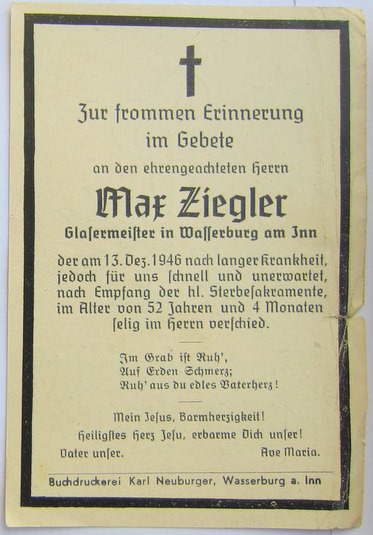 Zur frommen Erinnerung
im Gebete
an den ehrengeachteten Herrn
Max Ziegler
Glasermeister in Wasserburg am Inn
der am 13. Dez. 1946 nach langer Krankheit,
jedoch für uns schnell und unerwartet,
nach Empfang der hl. Sterbesakramente,
im Alter von 52 Jahren und 4 Monaten
selig im Herrn verschied.
Im Grab ist Ruh',
Auf Erden Schmerz;
Ruh' aus du edles Vaterherz!
Mein Jesus, Barmherzigkeit!
Heiligstes Herz Jesu, erbarme Dich unser!
Vater unser. Ave Maria.
Buchdruckerei Karl Neuburger, Wasserburg a. Inn